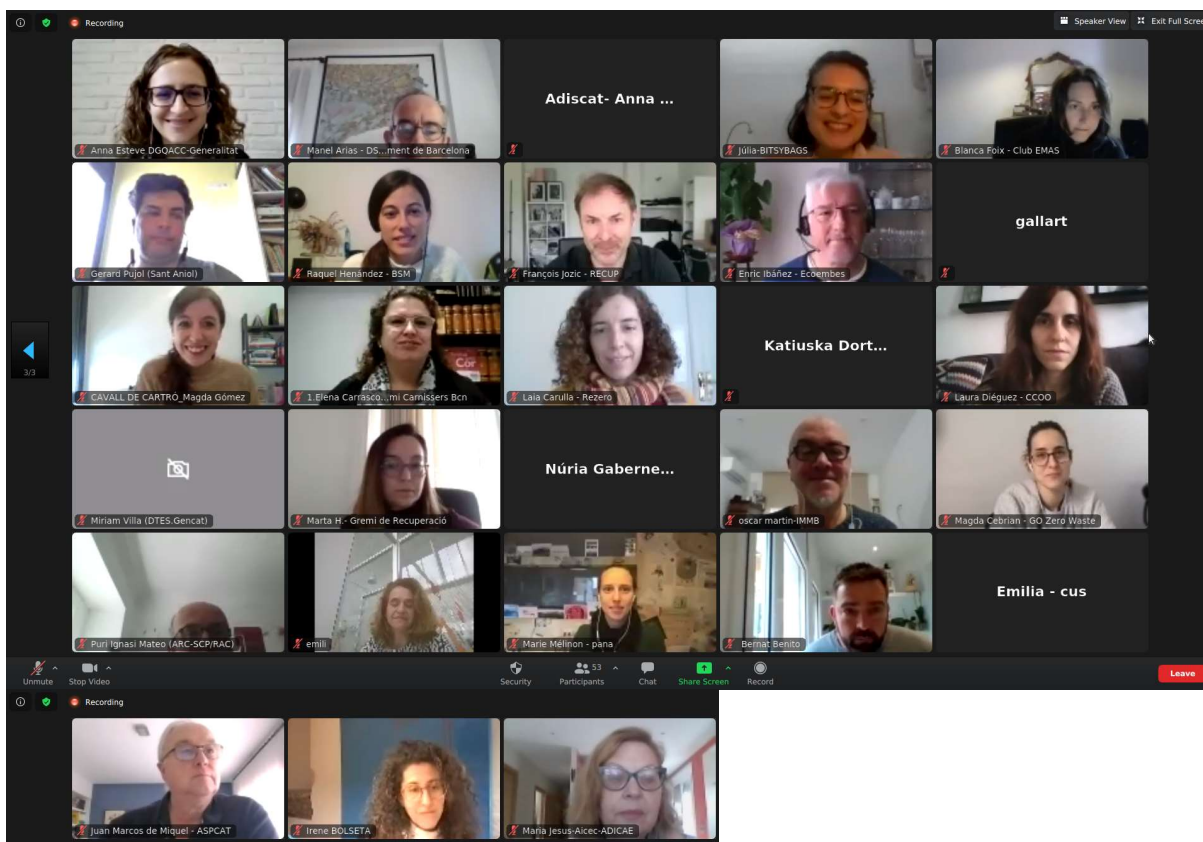 Recording
Speaker View
Exit Full Scree
Anna Esteve DGQACC-Generalitat
Manel Arias - DS...ment de Barcelona
Adiscat- Anna ...
Júlia-BITSYBAGS
Blanca Foix - Club EMAS
Gerard Pujol (Sant Aniol)
Raquel Henández - BSM
François Jozic - RECUP
Enric Ibáñez - Ecoembes
gallart
3/3
CAVALL DE CARTRÓ_Magda Gómez
1.Elena Carrasco...mi Carnissers Bcn
Cor
Laia Carulla - Rezero
Katiuska Dort...
Laura Diéguez - CCOO
Miriam Villa (DTES.Gencat)
Marta H.- Gremi de Recuperació
Núria Gaberne...
oscar martin-IMMB
Magda Cebrian - GO Zero Waste
Puri Ignasi Mateo (ARC-SCP/RAC)
emili
Marie Mélinon - pana
Bernat Benito
Emilia - cus
Unmute
Stop Video
Security
53
Participants
Chat
Share Screen
Record
Leave
Recording
Juan Marcos de Miquel - ASPCAT
Irene BOLSETA
Maria Jesus-Aicec-ADICAE